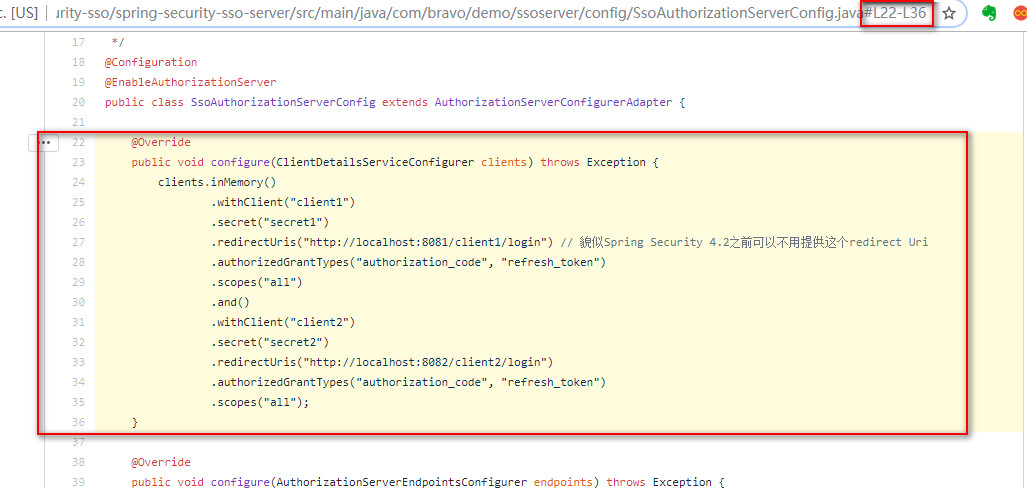 c. [US] urity-sso/spring-security-sso-server/src/main/java/com/bravo/demo/ssoserver/config/SsoAuthorizationServerConfig.java#L22-L36
17 */
18 @Configuration
19 @EnableAuthorizationServer
20 public class SsoAuthorizationServerConfig extends AuthorizationServerConfigurerAdapter {
21
22 @Override
23 public void configure(ClientDetailsServiceConfigurer clients) throws Exception {
24 clients.inMemory()
25 .withClient("client1")
26 .secret("secret1")
27 .redirectUris("http://localhost:8081/client1/login") // 貌似Spring Security 4.2之前可以不用提供这个redirect Uri
28 .authorizedGrantTypes("authorization_code", "refresh_token")
29 .scopes("all")
30 .and()
31 .withClient("client2")
32 .secret("secret2")
33 .redirectUris("http://localhost:8082/client2/login")
34 .authorizedGrantTypes("authorization_code", "refresh_token")
35 .scopes("all");
36 }
37
38 @Override
39 public void configure(AuthorizationServerEndpointsConfigurer endpoints) throws Exception {